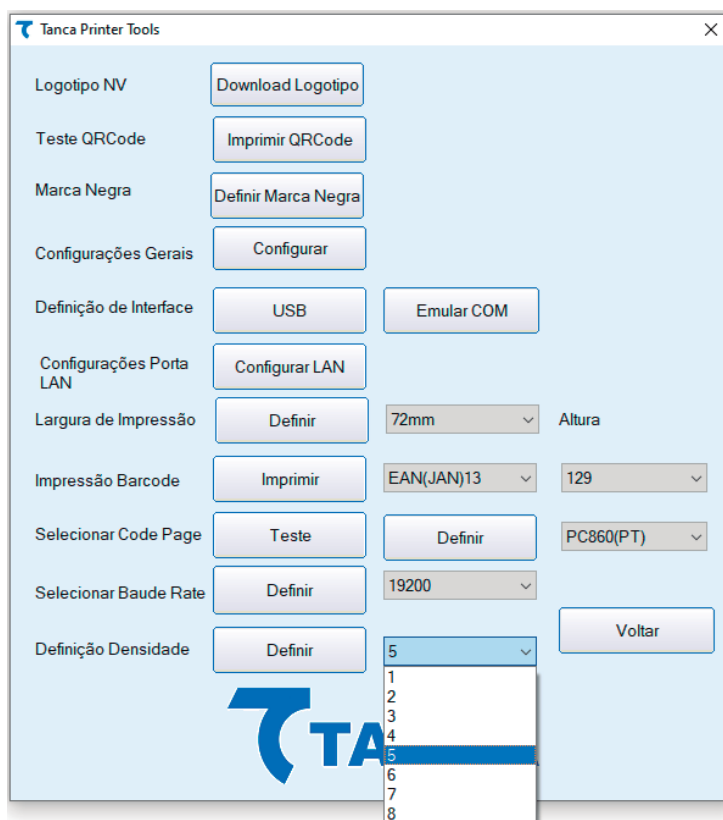 Tanca Printer Tools
Logotipo NV
Download Logotipo
Teste QRCode
Imprimir QRCode
Marca Negra
Definir Marca Negra
Configurações Gerais
Configurar
Definição de Interface
USB
Emular COM
Configurações Porta
LAN
Configurar LAN
Largura de Impressão
Definir
72mm
Altura
Impressão Barcode
Imprimir
EAN(JAN)13
129
Selecionar Code Page
Teste
Definir
PC860(PT)
Selecionar Baude Rate
Definir
19200
Voltar
Definição Densidade
Definir
5
1
2
3
4
5
6
7
8
TA